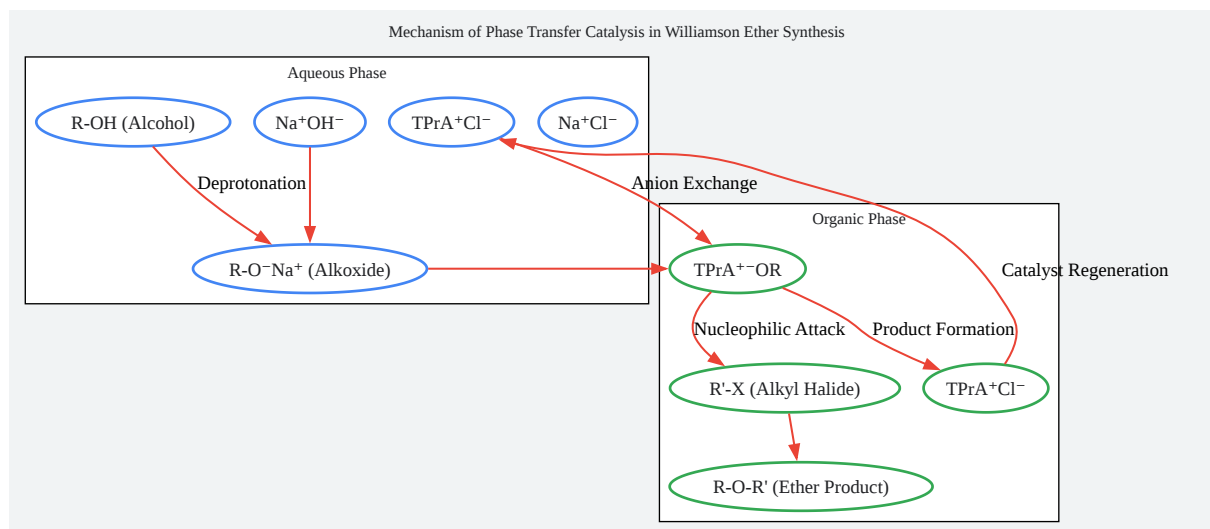 Mechanism of Phase Transfer Catalysis in Williamson Ether Synthesis
Aqueous Phase
R-OH (Alcohol)
Na⁺OH⁻
TPrA⁺Cl⁻
Na⁺Cl⁻
Deprotonation
Anion Exchange
Organic Phase
R-O⁻Na⁺ (Alkoxide)
TPrA⁺⁻OR
Catalyst Regeneration
Nucleophilic Attack
Product Formation
R'-X (Alkyl Halide)
TPrA⁺Cl⁻
R-O-R' (Ether Product)